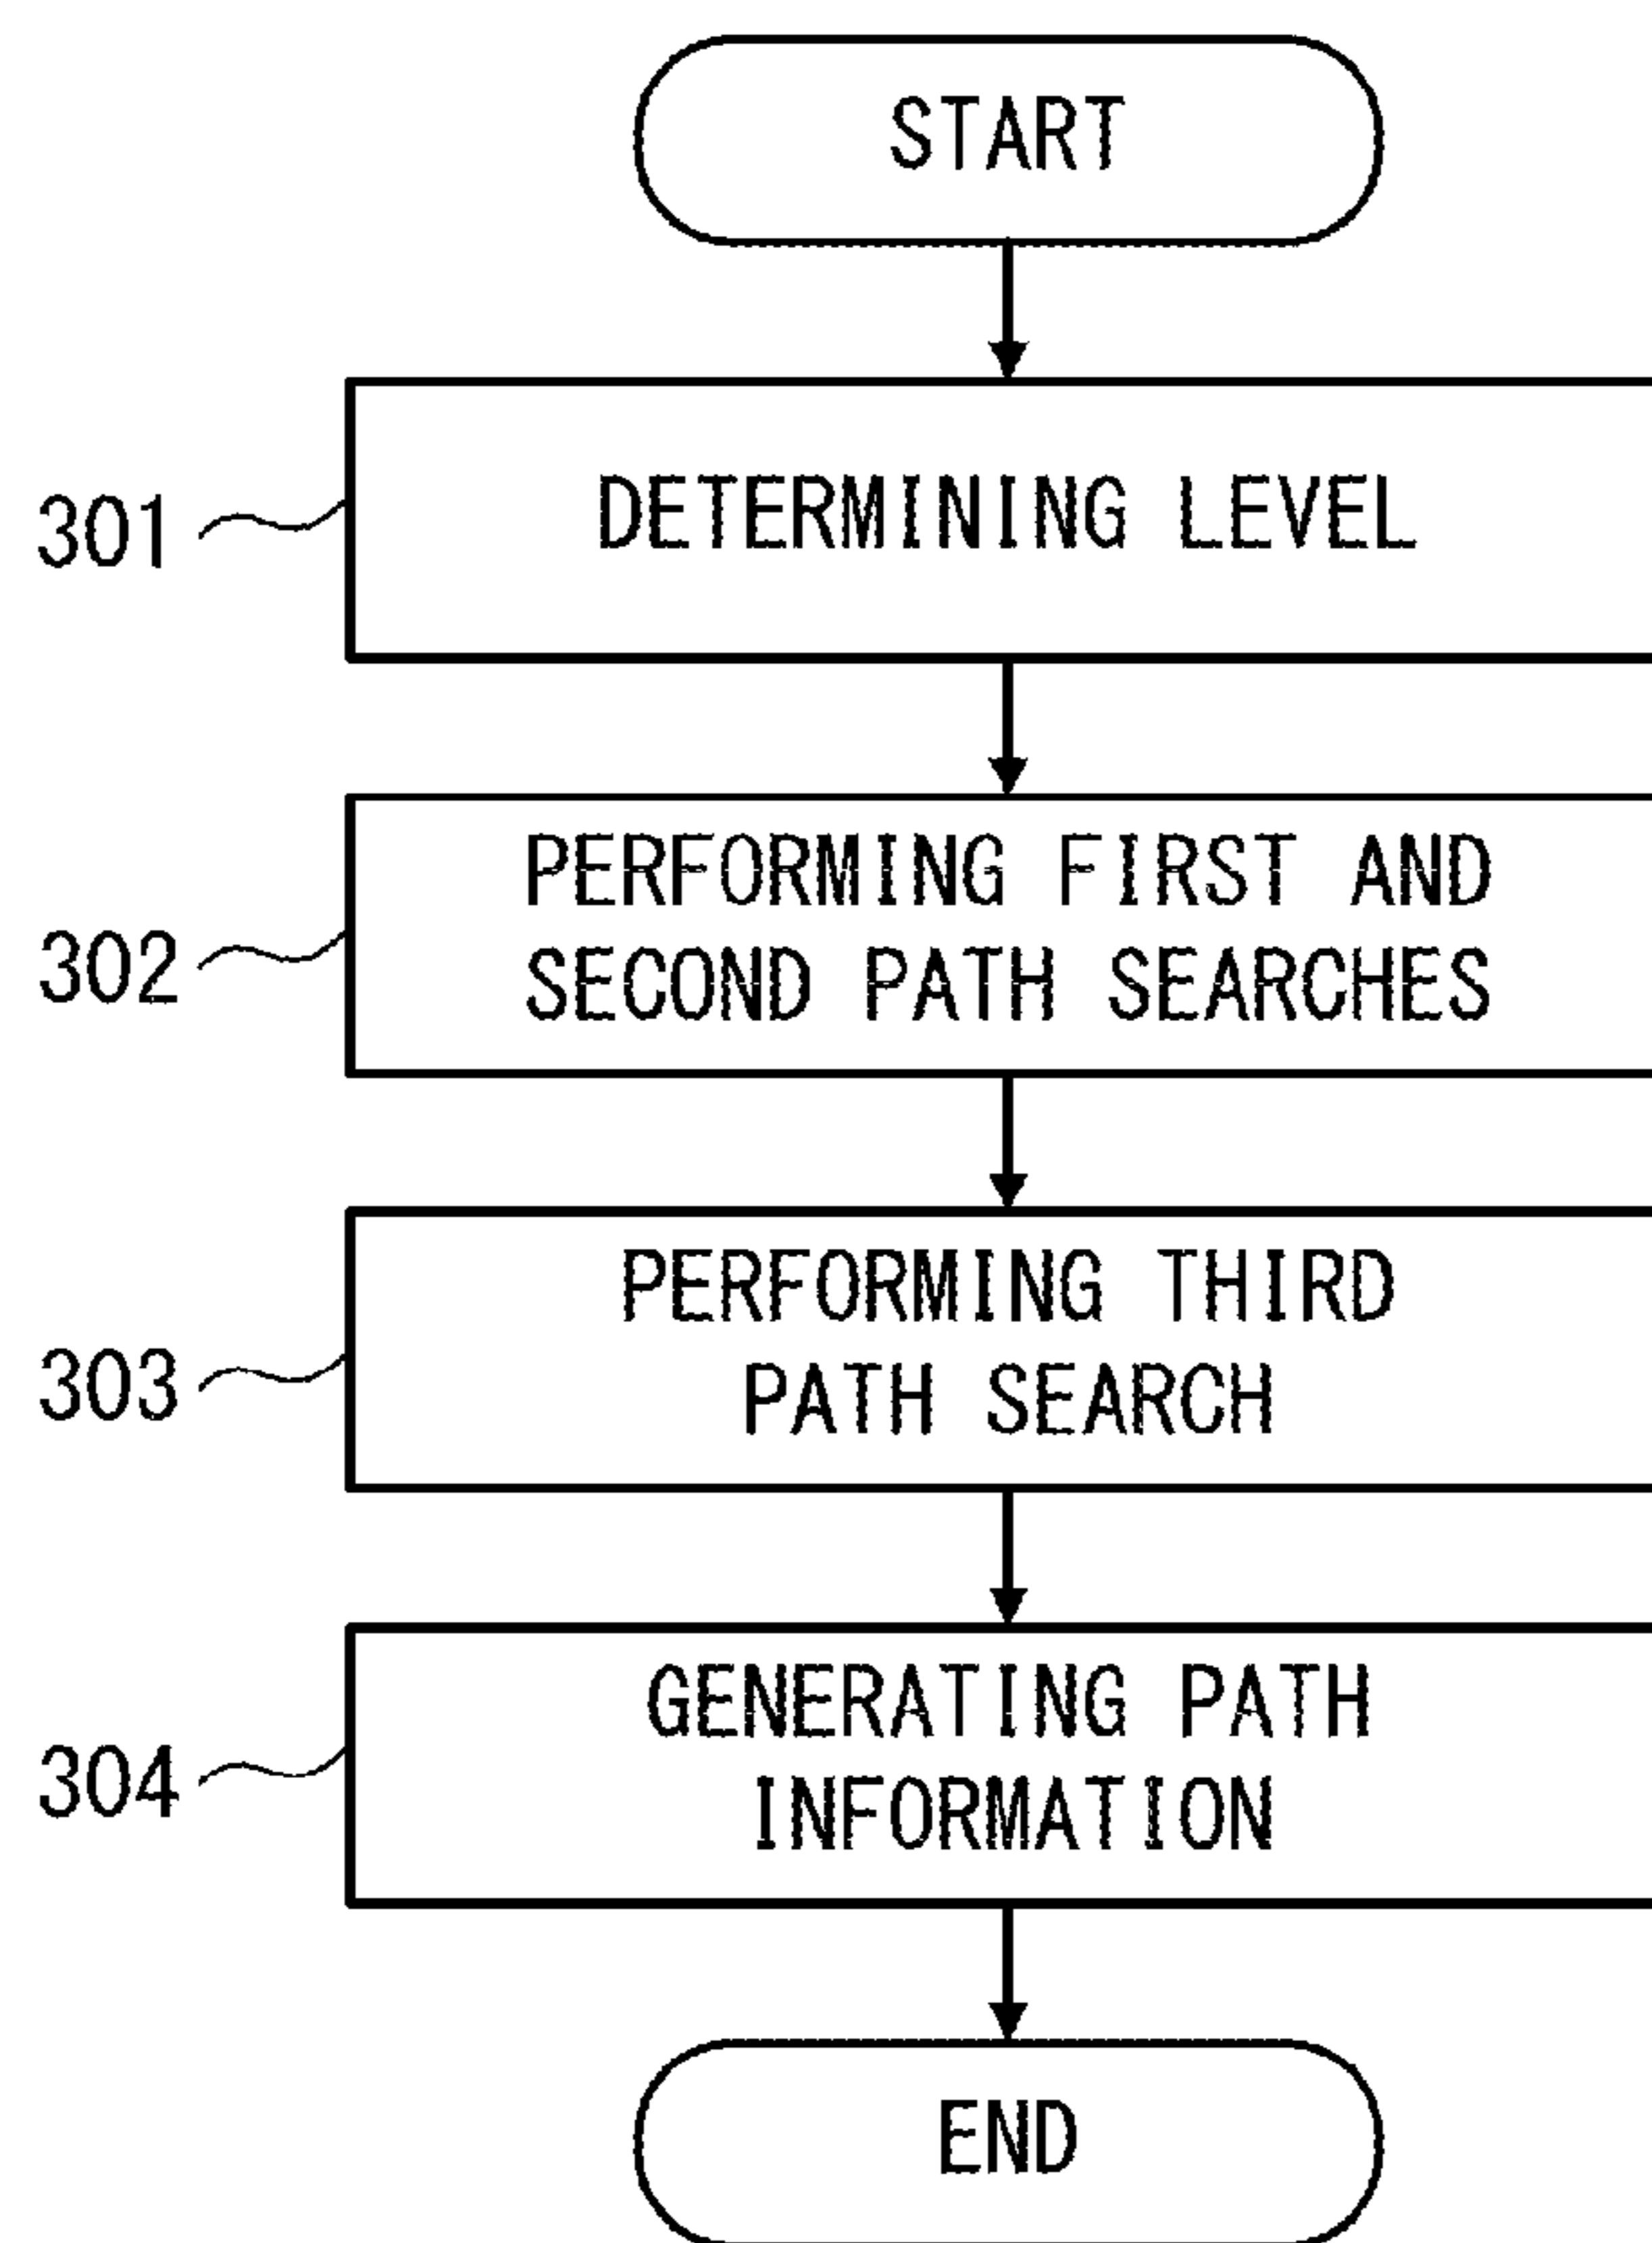 START
301
DETERMINING LEVEL
302
PERFORMING FIRST AND
SECOND PATH SEARCHES
303
PERFORMING THIRD
PATH SEARCH
304
GENERATING PATH
INFORMATION
END